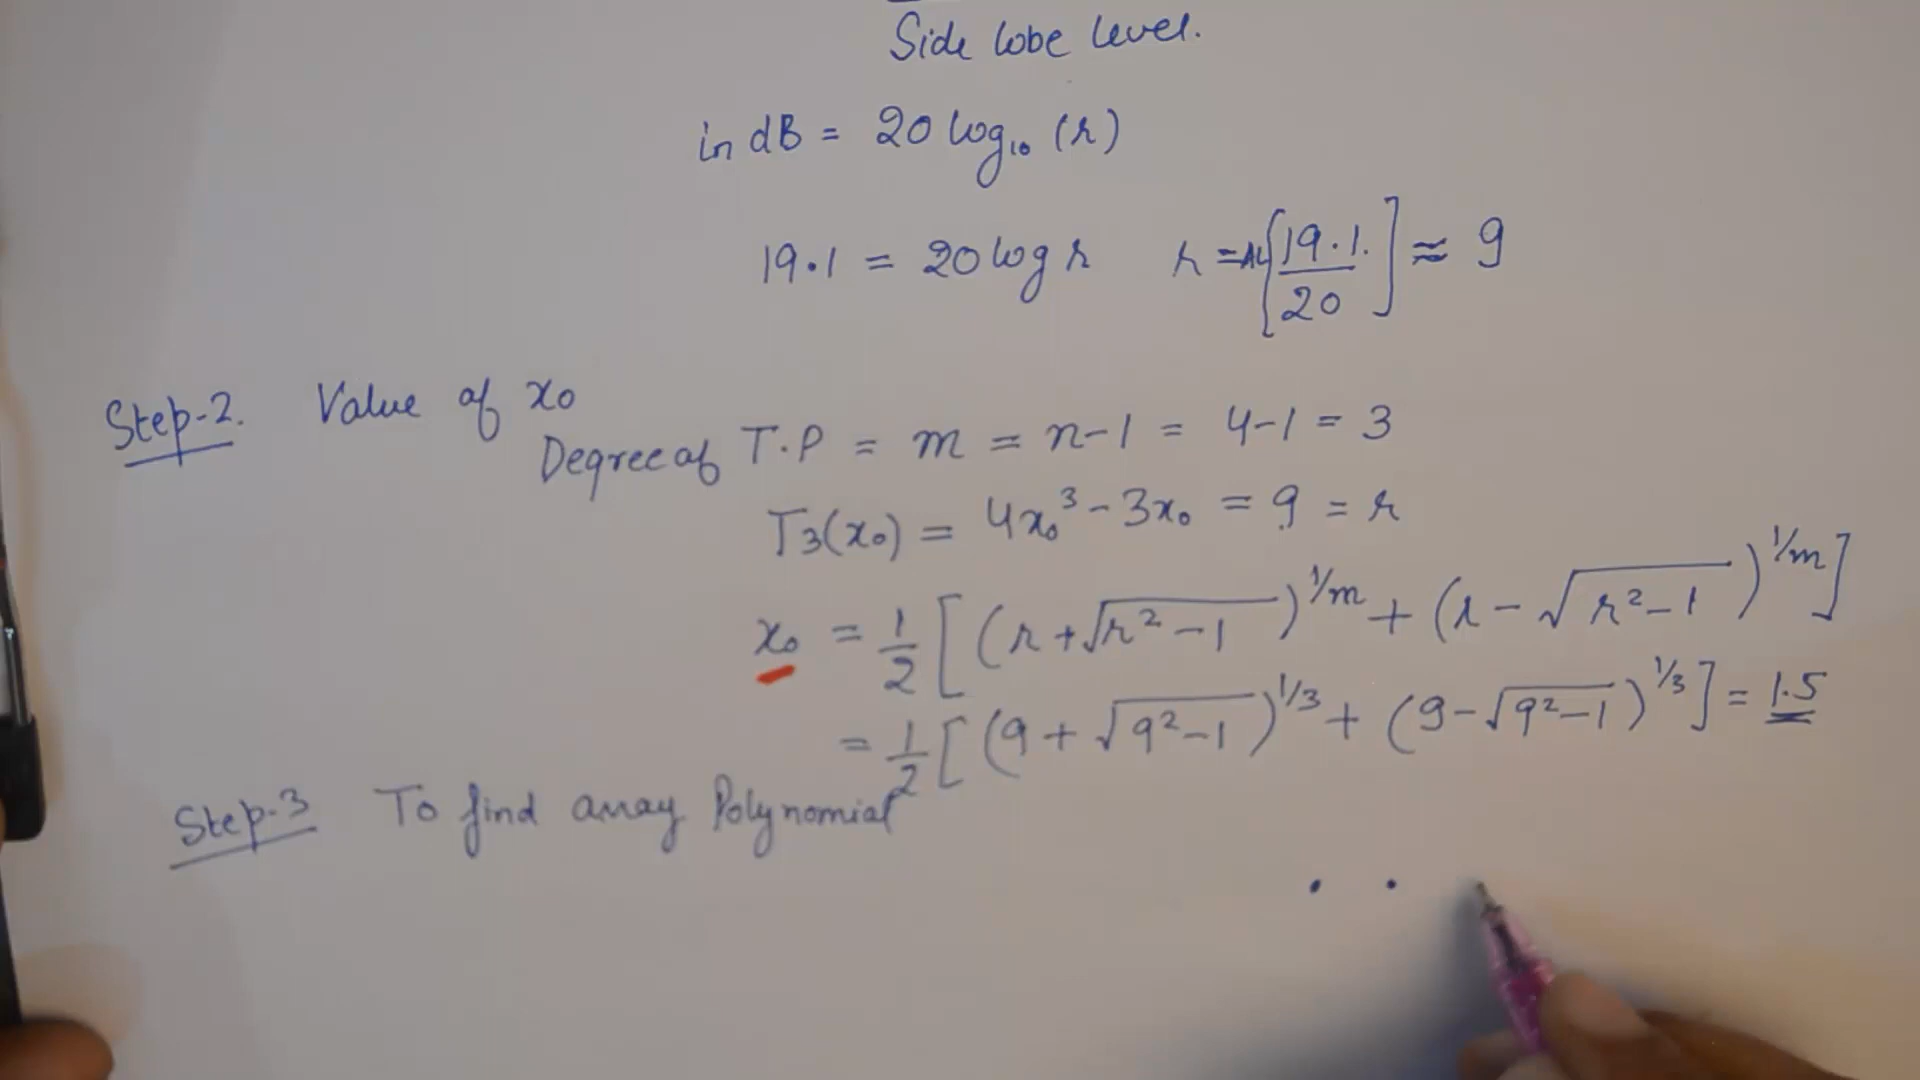 Side lobe level.
in dB = 20 log₁₀ (r)
19.1 = 20 log r r = AL[19.1./20] ≈ 9
Step-2. Value of x₀
Degree of T.P = m = n-1 = 4-1 = 3
T₃(x₀) = 4x₀³ - 3x₀ = 9 = r
x₀ = 1/2 [(r + √(r² - 1))^(1/m) + (r - √(r² - 1))^(1/m)]
= 1/2 [(9 + √(9² - 1))^(1/3) + (9 - √(9² - 1))^(1/3)] = 1.5
Step-3 To find array Polynomial